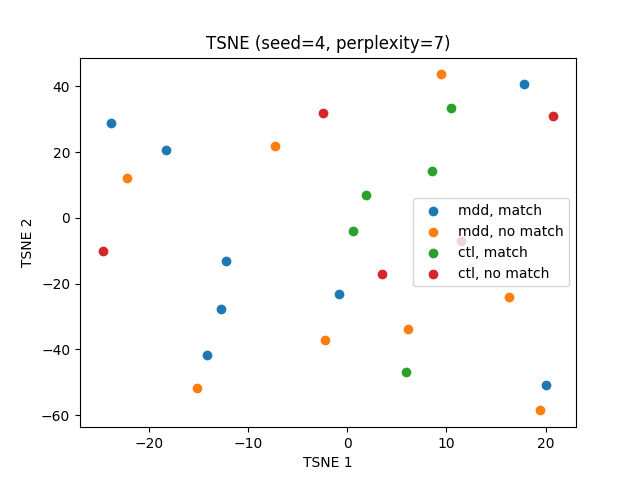 TSNE (seed=4, perplexity=7)
40
20
0
−20
−40
−60
TSNE 2
mdd, match
mdd, no match
ctl, match
ctl, no match
−20
−10
0
10
20
TSNE 1